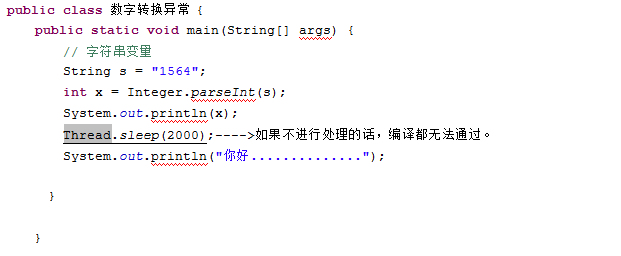 public class 数字转换异常 {
public static void main(String[] args) {
// 字符串变量
String s = "1564";
int x = Integer.parseInt(s);
System.out.println(x);
Thread.sleep(2000);---->如果不进行处理的话，编译都无法通过。
System.out.println("你好..............");
}
}